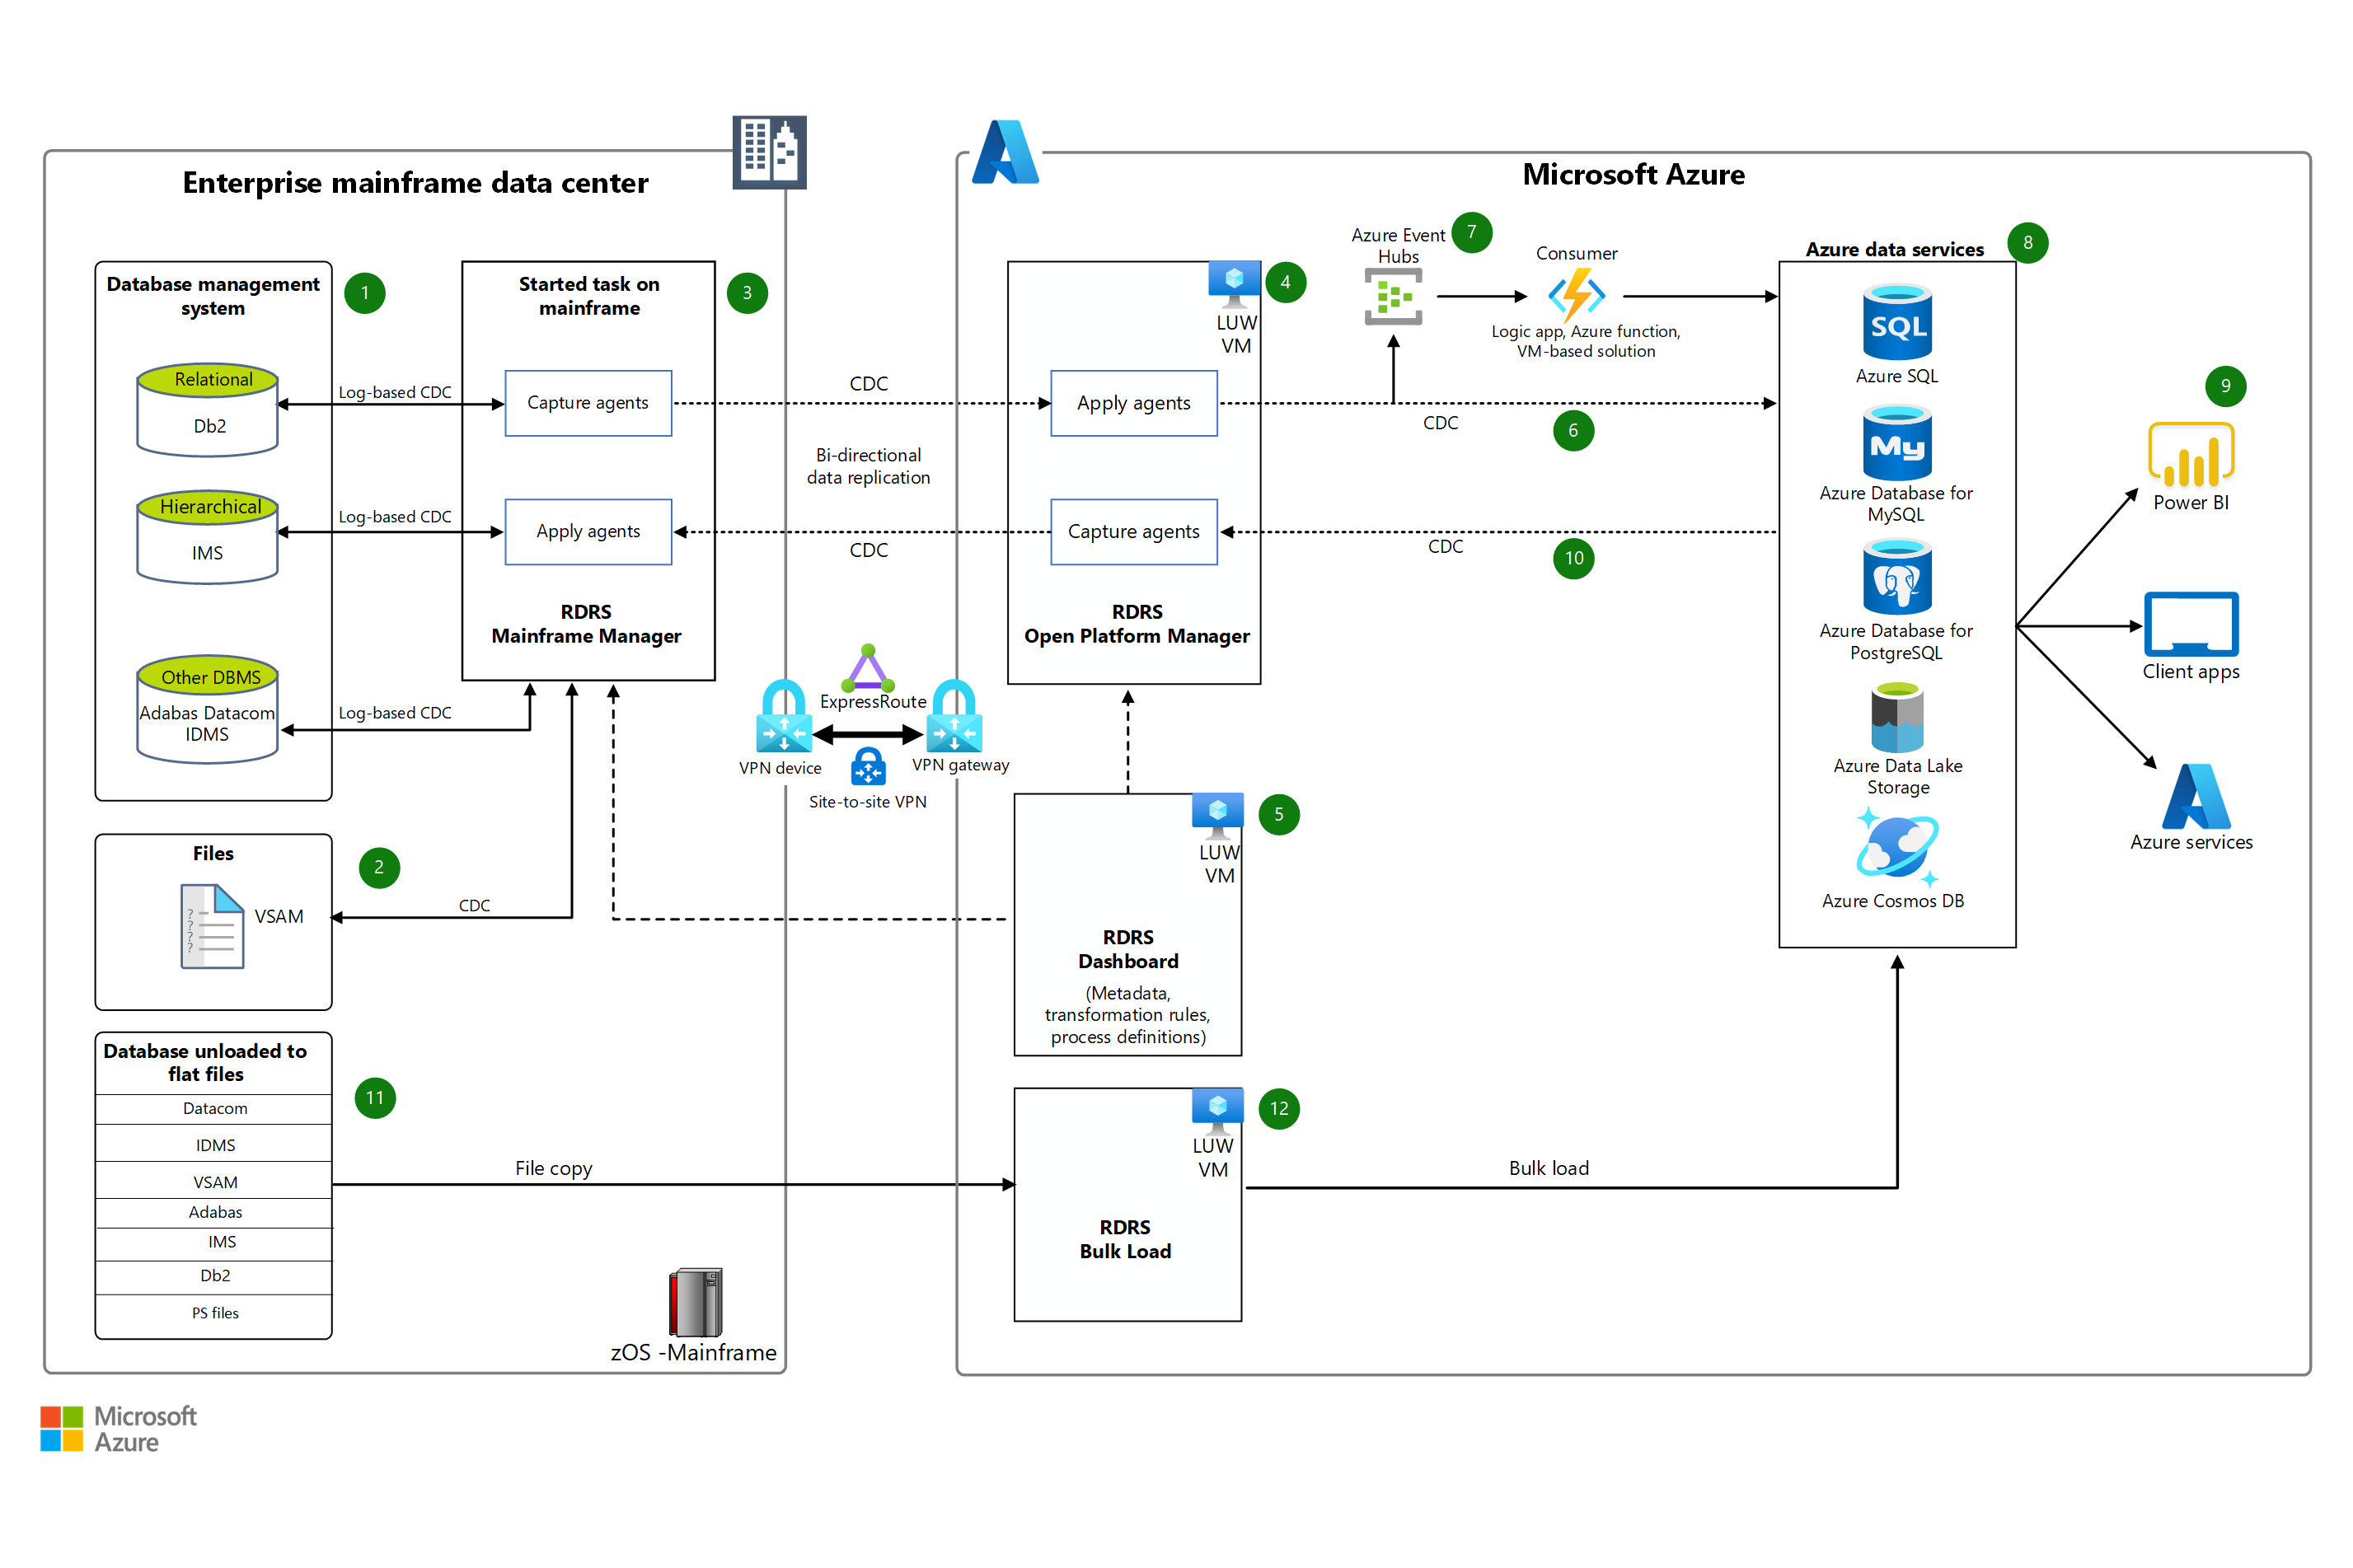 Enterprise mainframe data center
Microsoft Azure
Database management
system
1
Relational
Db2
Hierarchical
IMS
Other DBMS
Adabas Datacom
IDMS
Log-based CDC
Log-based CDC
Log-based CDC
Started task on
mainframe
3
Capture agents
Apply agents
RDRS
Mainframe Manager
CDC
Bi-directional
data replication
CDC
ExpressRoute
VPN device
VPN gateway
Site-to-site VPN
4
LUW
VM
Apply agents
Capture agents
RDRS
Open Platform Manager
Azure Event
Hubs
7
Consumer
Logic app, Azure function,
VM-based solution
CDC
6
CDC
10
Azure data services
8
SQL
Azure SQL
My
Azure Database for
MySQL
Azure Database for
PostgreSQL
Azure Data Lake
Storage
Azure Cosmos DB
9
Power BI
Client apps
Azure services
Files
2
?
?
?
?
VSAM
CDC
5
LUW
VM
RDRS
Dashboard
(Metadata,
transformation rules,
process definitions)
Database unloaded to
flat files
11
Datacom
IDMS
VSAM
Adabas
IMS
Db2
PS files
File copy
12
LUW
VM
RDRS
Bulk Load
Bulk load
zOS -Mainframe
Microsoft
Azure